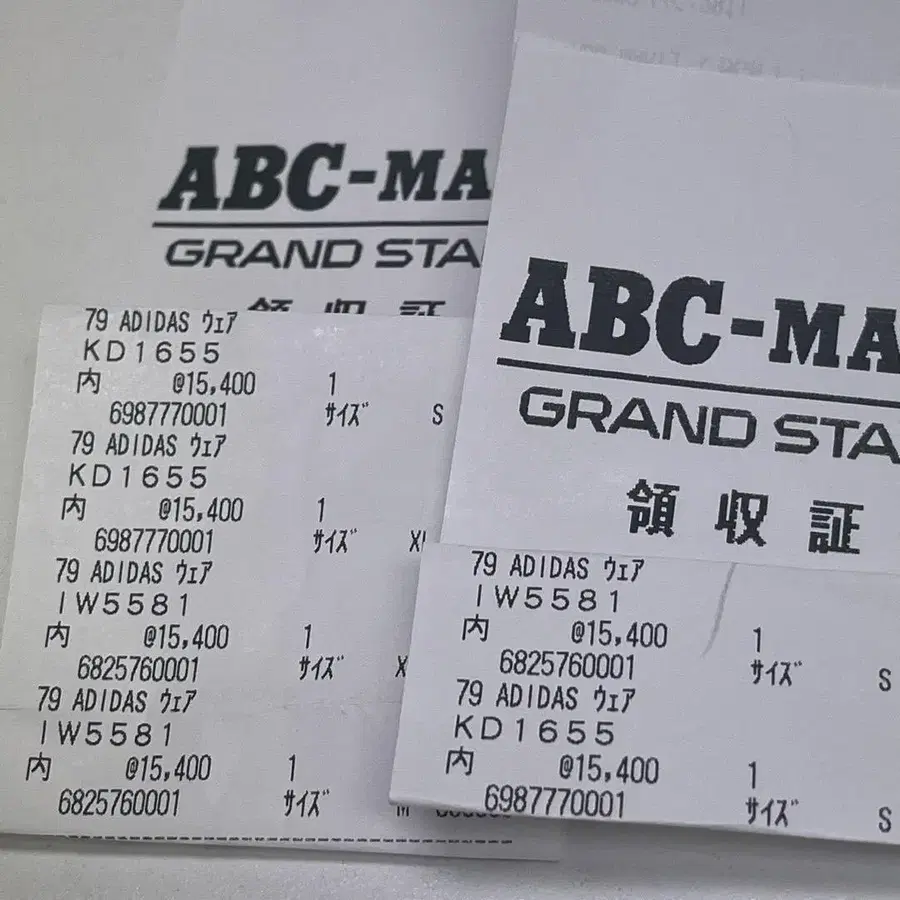 ABC-MA
GRAND STA
領収証
79 ADIDAS ウェア
KD1655
内 @15,400 1
6987770001 サイズ S
79 ADIDAS ウェア
KD1655
内 @15,400 1
6987770001 サイズ
79 ADIDAS ウェア
IW5581
内 @15,400 1
6825760001 サイズ X
79 ADIDAS ウェア
IW5581
内 @15,400 1
6825760001 サイズ M
ABC-MA
GRAND STA
領収証
79 ADIDAS ウェア
IW5581
内 @15,400 1
6825760001 サイズ S
79 ADIDAS ウェア
KD1655
内 @15,400 1
6987770001 サイズ S